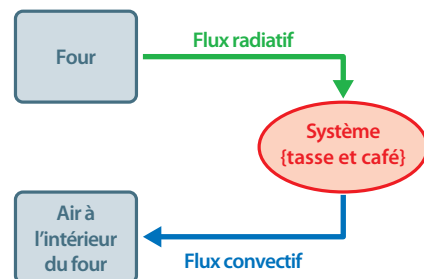 Four
Flux radiatif
Système
{tasse et café}
Air à
l’intérieur
du four
Flux convectif